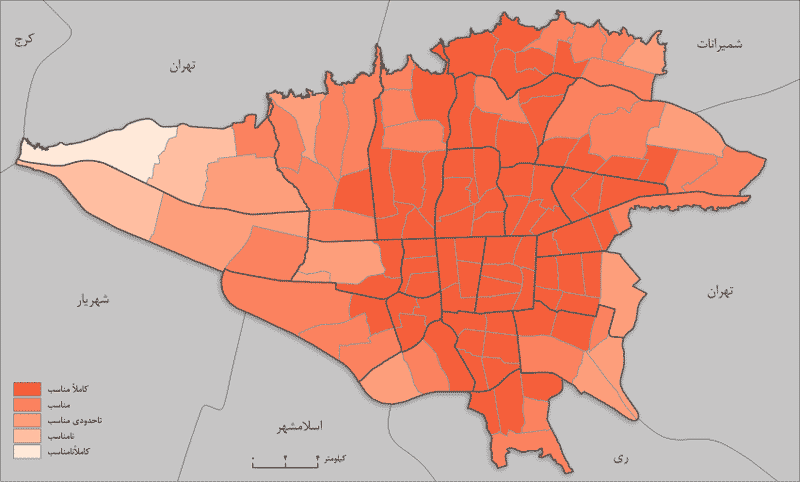 شمیرانات
کرج
تهران
تهران
شهریار
اسلامشهر
ری
کاملاً مناسب
مناسب
تاحدودی مناسب
نامناسب
کاملاً نامناسب
۰ ۲ ۴ کیلومتر